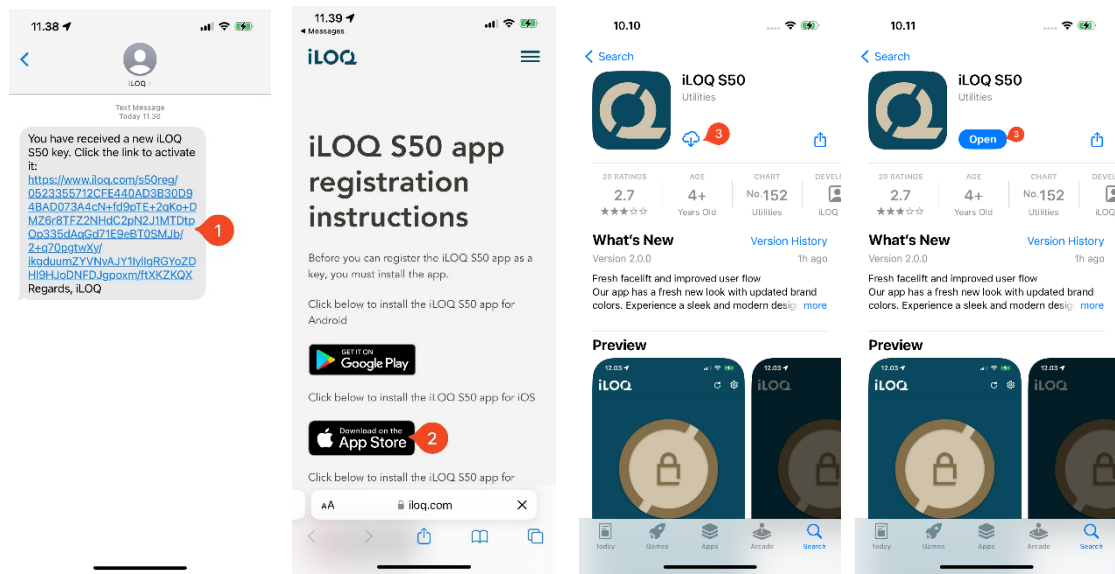 11.38
iLOQ
Text Message
Today 11.38
You have received a new iLOQ
S50 key. Click the link to activate
it:
https://www.iloq.com/s50reg/
0523355712CFE440AD3B30D9
4BAD073A4cN+fd9pTE+2qKo+D
MZ6r8TFZ2NHdC2pN2J1MTDtp
Op335dAqGd71E9eBT0SMJb/
2+q70pgtwXy/
ikgduumZYVNyAJY1IylIgRGYoZD
HI9HJoDNFDJgpoxm/ftXKZKQX
Regards, iLOQ
1
11.39
Messages
iLOQ
iLOQ S50 app
registration
instructions
Before you can register the iLOQ S50 app as a
key, you must install the app.
Click below to install the iLOQ S50 app for
Android
GET IT ON
Google Play
Click below to install the iLOQ S50 app for iOS
Download on the
App Store
2
Click below to install the iLOQ S50 app for
AA
iloq.com
10.10
Search
iLOQ S50
Utilities
3
20 RATINGS
2.7
AGE
4+
Years Old
CHART
No.152
Utilities
DEVEL
iLOQ
What's New
Version History
Version 2.0.0
1h ago
Fresh facelift and improved user flow
Our app has a fresh new look with updated brand
colors. Experience a sleek and modern desig more
Preview
12.03
iLOQ
12.03
iLOQ
Today
Games
Apps
Arcade
Search
10.11
Search
iLOQ S50
Utilities
Open
3
20 RATINGS
2.7
AGE
4+
Years Old
CHART
No.152
Utilities
DEVEL
iLOQ
What's New
Version History
Version 2.0.0
1h ago
Fresh facelift and improved user flow
Our app has a fresh new look with updated brand
colors. Experience a sleek and modern desig more
Preview
12.03
iLOQ
12.03
iLOQ
Today
Games
Apps
Arcade
Search